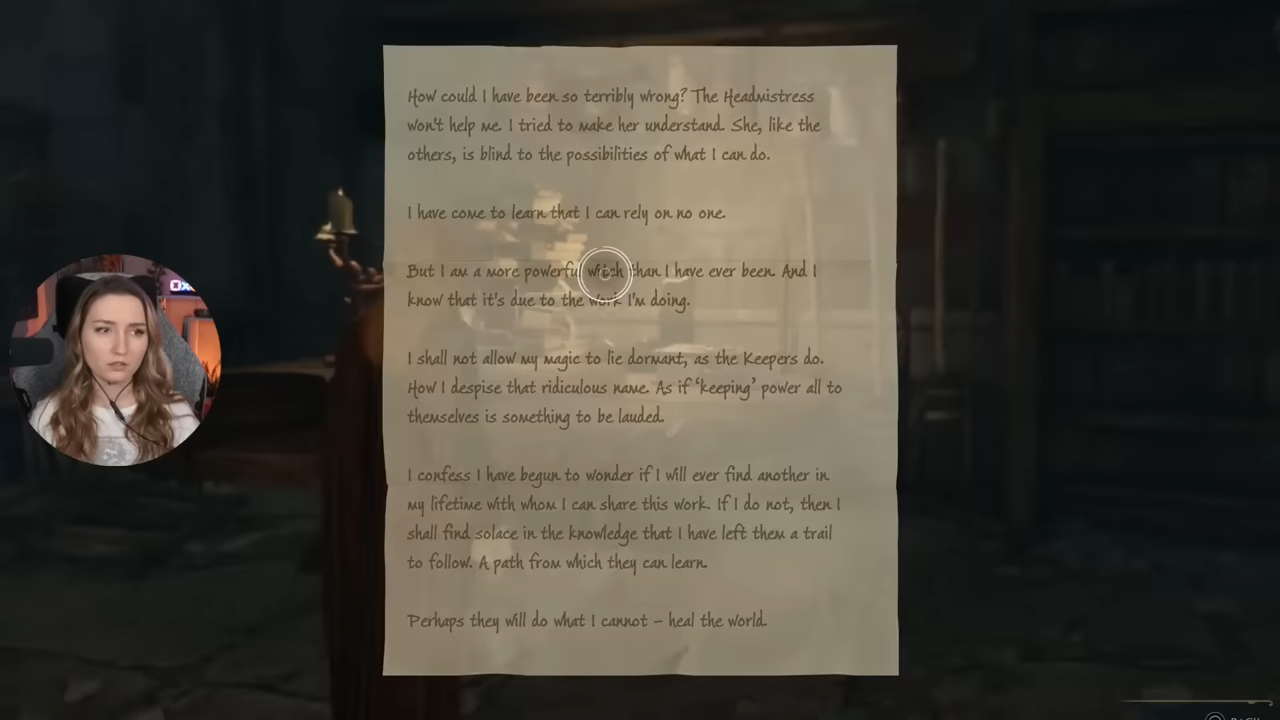 How could I have been so terribly wrong? The Headmistress
won't help me. I tried to make her understand. She, like the
others, is blind to the possibilities of what I can do.
I have come to learn that I can rely on no one.
But I am a more powerful witch than I have ever been. And I
know that it's due to the work I'm doing.
I shall not allow my magic to lie dormant, as the Keepers do.
How I despise that ridiculous name. As if 'keeping' power all to
themselves is something to be lauded.
I confess I have begun to wonder if I will ever find another in
my lifetime with whom I can share this work. If I do not, then I
shall find solace in the knowledge that I have left them a trail
to follow. A path from which they can learn.
Perhaps they will do what I cannot – heal the world.